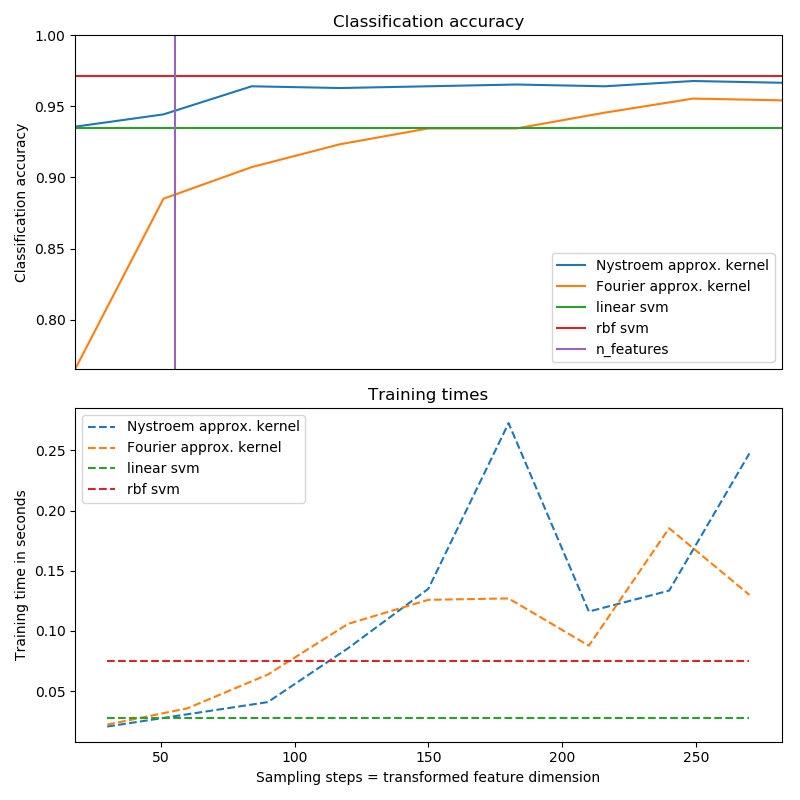 Classification accuracy
1.00
0.95
0.90
0.85
0.80
Classification accuracy
Nystroem approx. kernel
Fourier approx. kernel
linear svm
rbf svm
n_features
Training times
0.25
0.20
0.15
0.10
0.05
Training time in seconds
Nystroem approx. kernel
Fourier approx. kernel
linear svm
rbf svm
50
100
150
200
250
Sampling steps = transformed feature dimension